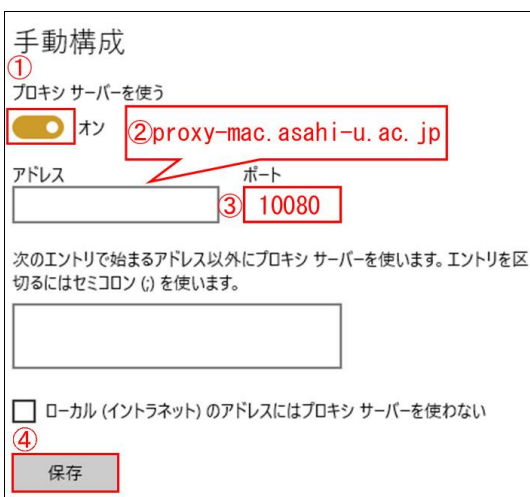 手動構成
①
プロキシ サーバーを使う
オン
②proxy-mac.asahi-u.ac.jp
アドレス
ポート
③ 10080
次のエントリで始まるアドレス以外にプロキシ サーバーを使います。エントリを区
切るにはセミコロン (;) を使います。
ローカル (イントラネット) のアドレスにはプロキシ サーバーを使わない
④
保存